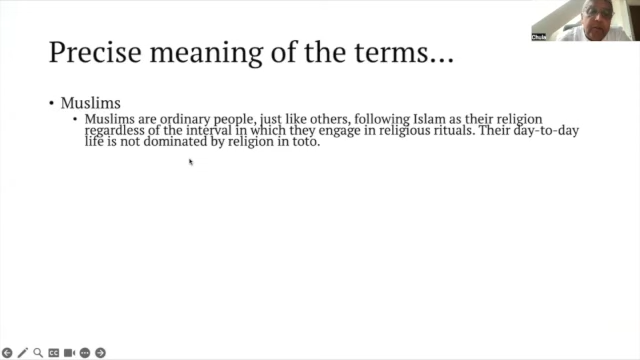 Precise meaning of the terms...
• Muslims
• Muslims are ordinary people, just like others, following Islam as their religion
regardless of the interval in which they engage in religious rituals. Their day-to-day
life is not dominated by religion in toto.
Chula
CC